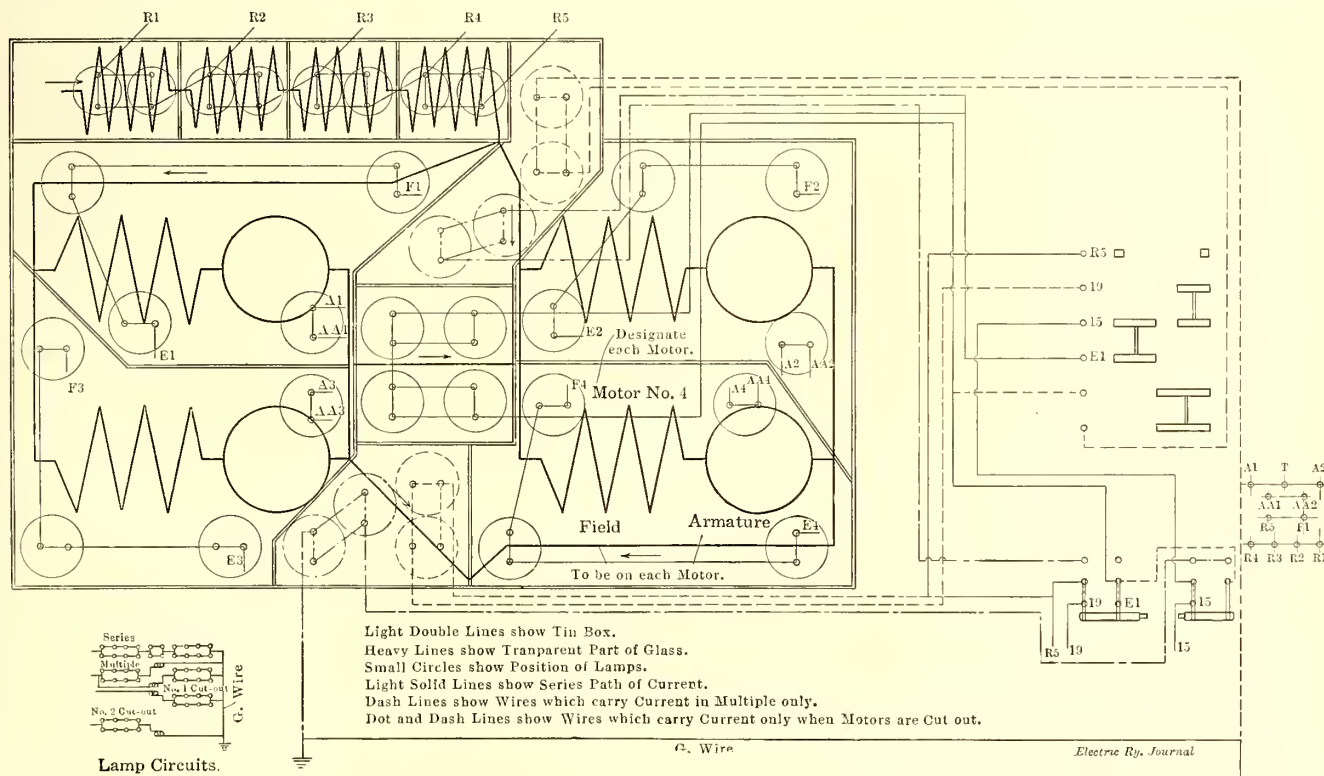 R1 R2 R3 R4 R5
F1 F2
A1
AA1
E1
E2
Designate
each Motor.
A2 AA2
F3
A3
AA3
F4
Motor No. 4
A4 AA4
E3
Field Armature
E4
To be on each Motor.
R5
19
15
E1
A1 T A2
AA1 AA2
R5 F1
R4 R3 R2
19 E1 15
R5 19 15
Light Double Lines show Tin Box.
Heavy Lines show Tranparent Part of Glass.
Small Circles show Position of Lamps.
Light Solid Lines show Series Path of Current.
Dash Lines show Wires which carry Current in Multiple only.
Dot and Dash Lines show Wires which carry Current only when Motors are Cut out.
Series
Multiple
No. 1 Cut-out
No. 2 Cut-out
G. Wire
Lamp Circuits.
G. Wire
Electric Ry. Journal